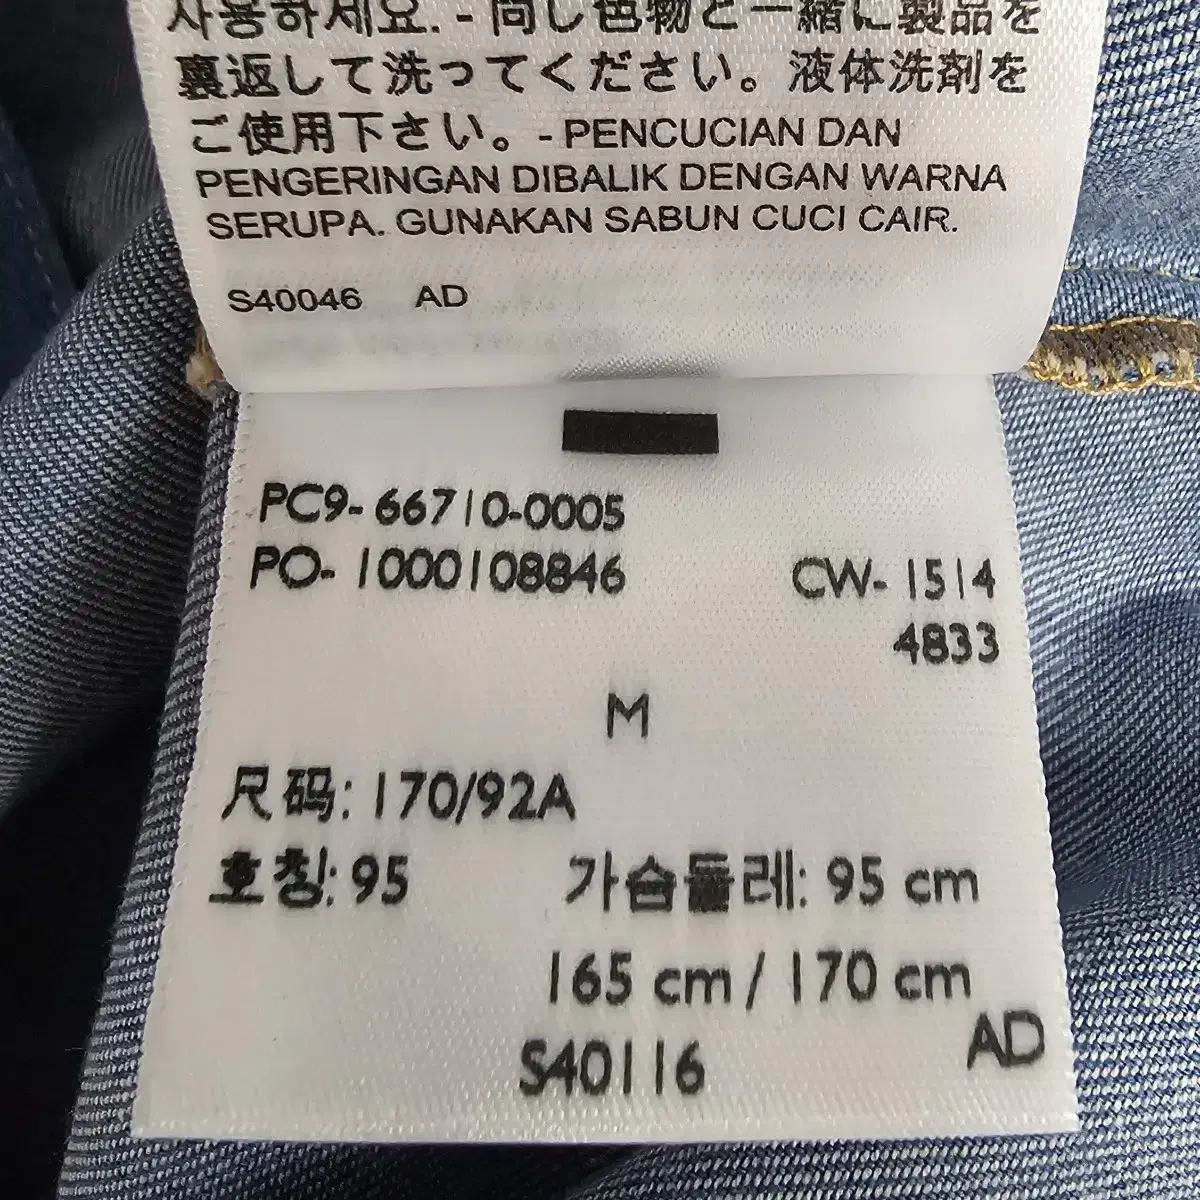 사용하세요. - 同じ色物と一緒に製品を
裏返して洗ってください。液体洗剤を
ご使用下さい。- PENCUCIAN DAN
PENGERINGAN DIBALIK DENGAN WARNA
SERUPA. GUNAKAN SABUN CUCI CAIR.
S40046 AD
PC9-66710-0005
PO-1000108846 CW-1514
4833
M
尺码: 170/92A
호칭: 95 가슴둘레: 95 cm
165 cm / 170 cm
S40116 AD